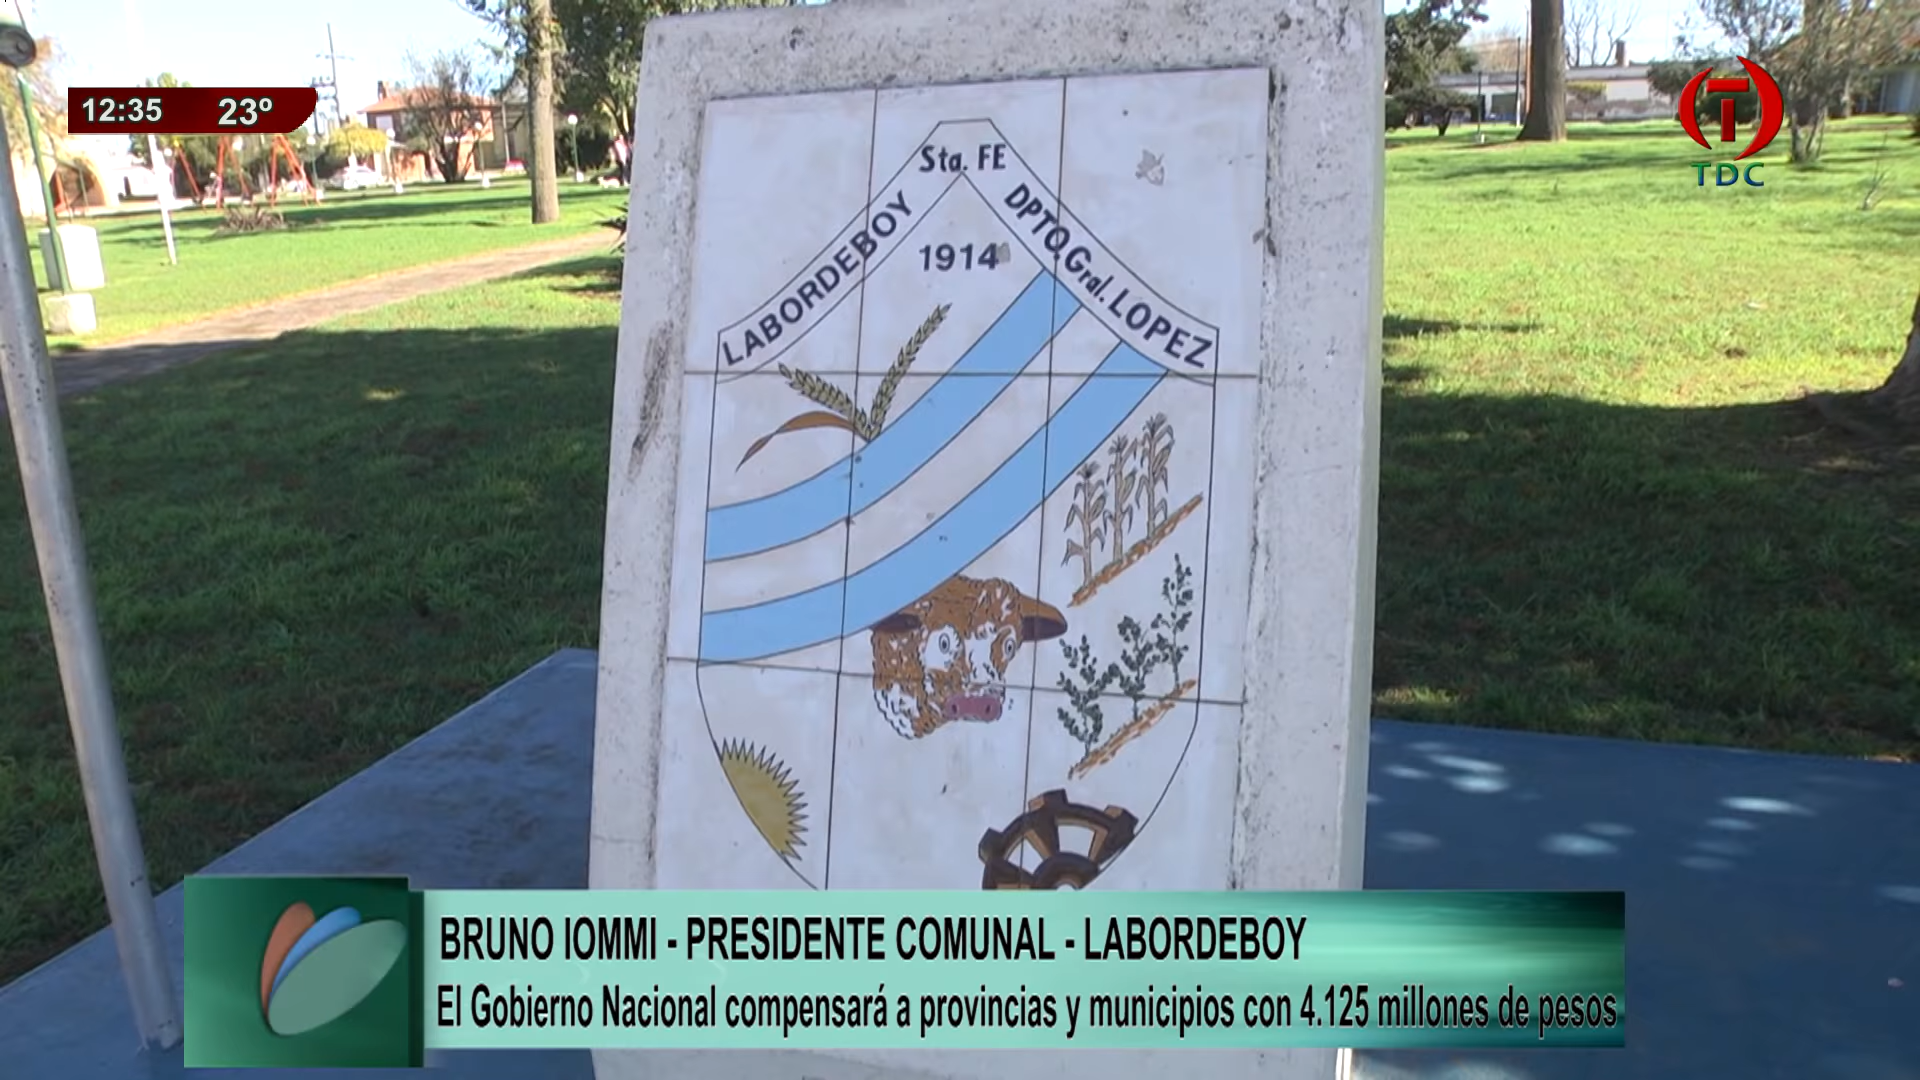 12:35 23º
TDC
Sta. FE
LABORDEBOY
DPTO. Gral. LOPEZ
1914
BRUNO IOMMI - PRESIDENTE COMUNAL - LABORDEBOY
El Gobierno Nacional compensará a provincias y municipios con 4.125 millones de pesos